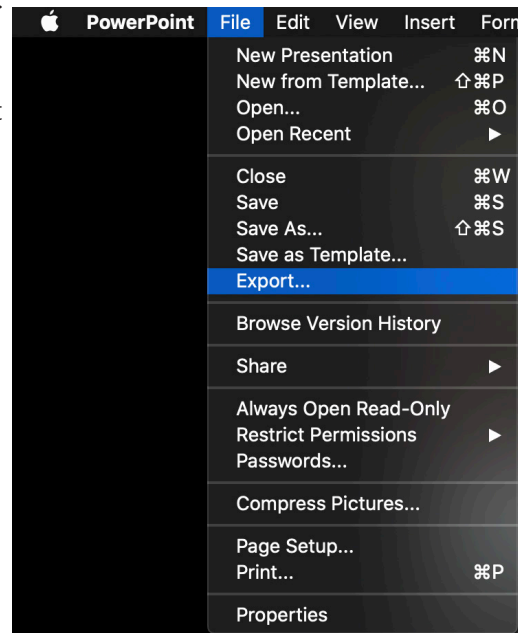 PowerPoint File Edit View Insert
New Presentation ⌘N
New from Template... ⇧⌘P
Open... ⌘O
Open Recent ▶
Close ⌘W
Save ⌘S
Save As... ⇧⌘S
Save as Template...
Export...
Browse Version History
Share ▶
Always Open Read-Only
Restrict Permissions ▶
Passwords...
Compress Pictures...
Page Setup...
Print... ⌘P
Properties